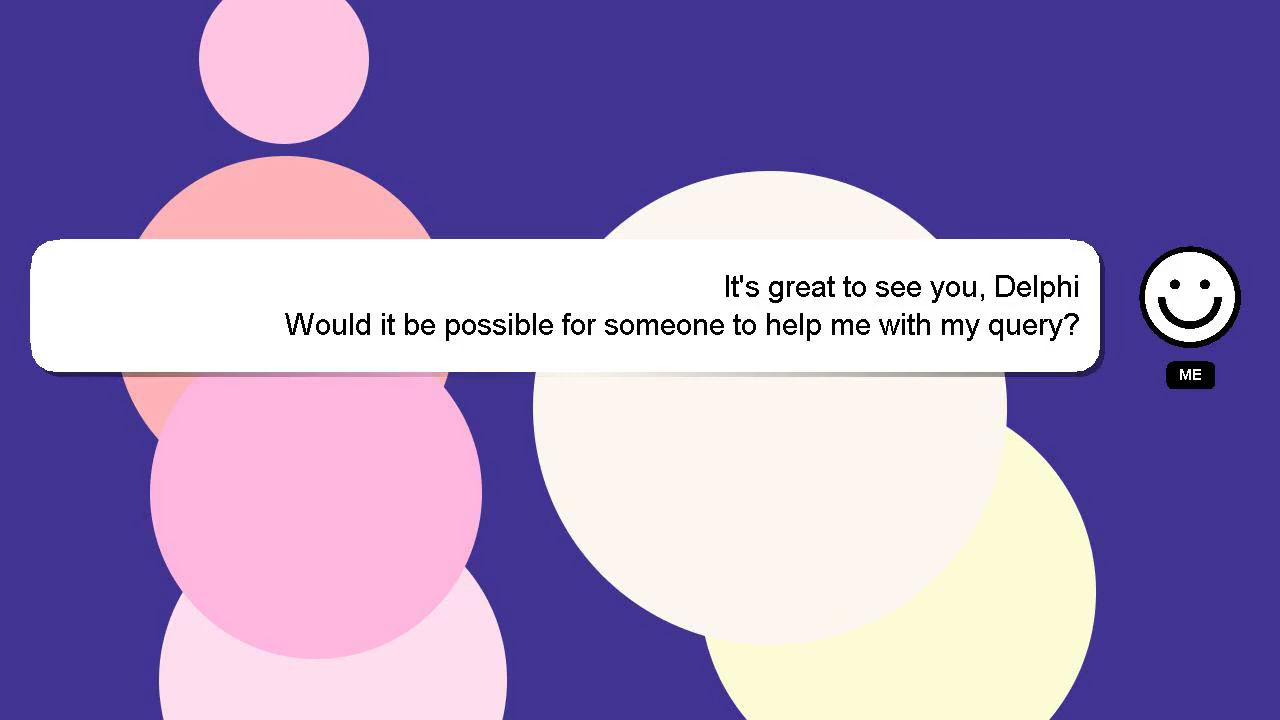 It's great to see you, Delphi
Would it be possible for someone to help me with my query?
ME